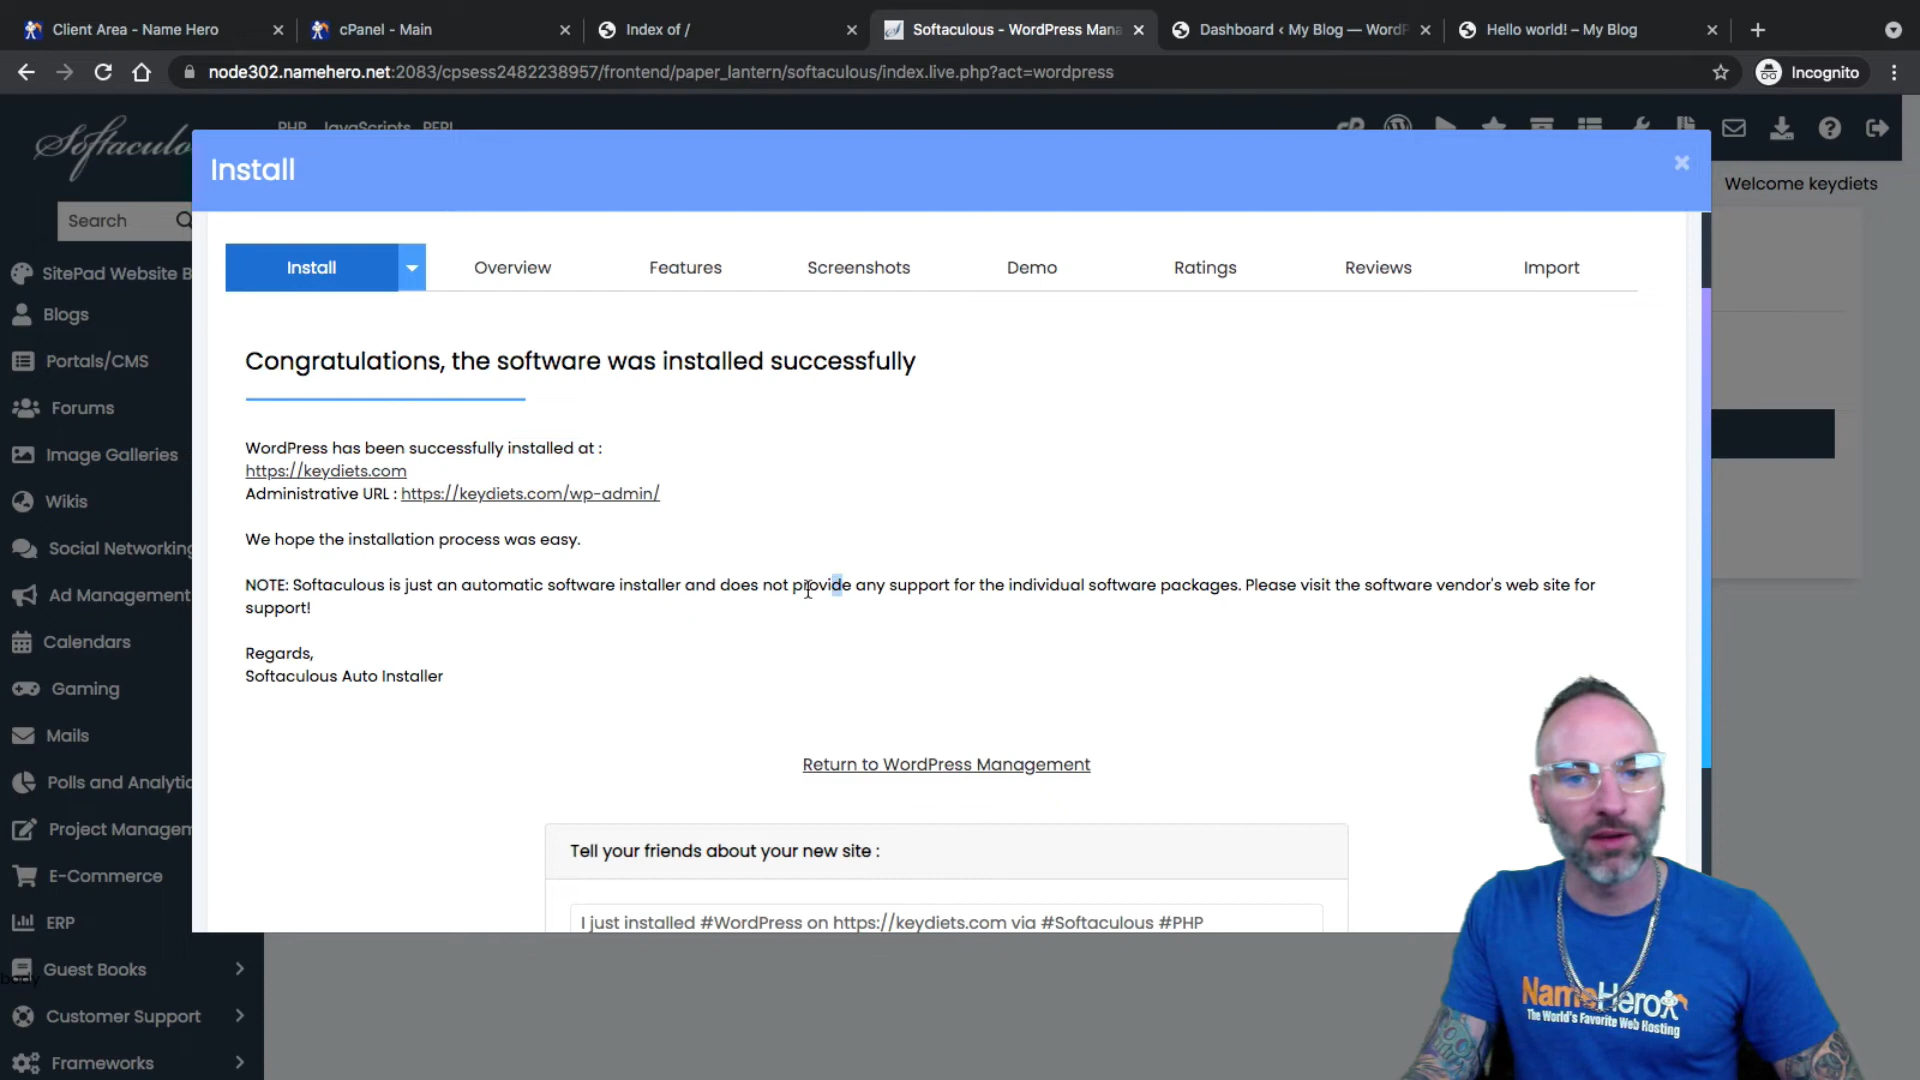 Client Area - Name Hero
cPanel - Main
Index of /
Softaculous - WordPress Mana
Dashboard ‹ My Blog — WordP
Hello world! – My Blog
node302.namehero.net:2083/cpsess2482238957/frontend/paper_lantern/softaculous/index.live.php?act=wordpress
Incognito
Softaculo
PHP JavaScripts PERL
Install
Welcome keydiets
Search
Install
Overview
Features
Screenshots
Demo
Ratings
Reviews
Import
SitePad Website B
Blogs
Portals/CMS
Forums
Image Galleries
Wikis
Social Networking
Ad Management
Calendars
Gaming
Mails
Polls and Analytic
Project Managem
E-Commerce
ERP
Guest Books
body
Customer Support
Frameworks
Congratulations, the software was installed successfully
WordPress has been successfully installed at :
https://keydiets.com
Administrative URL : https://keydiets.com/wp-admin/
We hope the installation process was easy.
NOTE: Softaculous is just an automatic software installer and does not provide any support for the individual software packages. Please visit the software vendor's web site for
support!
Regards,
Softaculous Auto Installer
Return to WordPress Management
Tell your friends about your new site :
I just installed #WordPress on https://keydiets.com via #Softaculous #PHP
NameHero
The World's Favorite Web Hosting